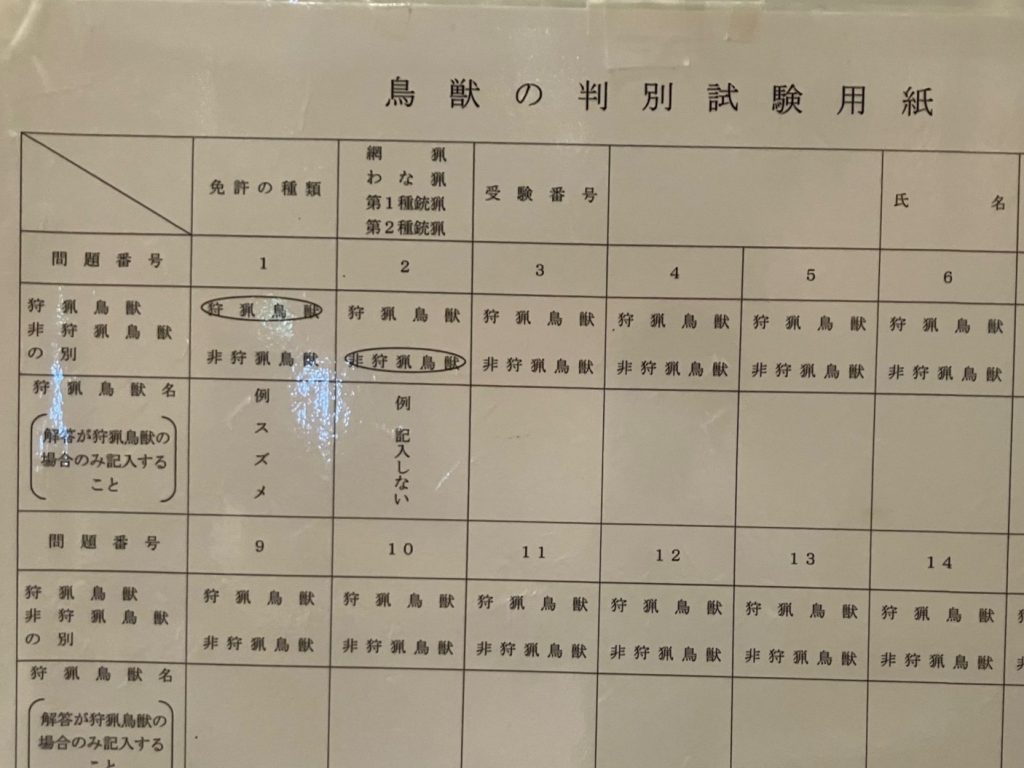 鳥獣の判別試験用紙
免許の種類
網猟
わな猟
第1種銃猟
第2種銃猟
受験番号
氏名
問題番号
1
2
3
4
5
6
狩猟鳥獣
非狩猟鳥獣
の別
狩猟鳥獣
非狩猟鳥獣
狩猟鳥獣
非狩猟鳥獣
狩猟鳥獣
非狩猟鳥獣
狩猟鳥獣
非狩猟鳥獣
狩猟鳥獣
非狩猟鳥獣
狩猟鳥獣
非狩猟鳥獣
狩猟鳥獣名
解答が狩猟鳥獣の
場合のみ記入する
こと
例 スズメ
例 記入しない
問題番号
9
10
11
12
13
14
狩猟鳥獣
非狩猟鳥獣
の別
狩猟鳥獣
非狩猟鳥獣
狩猟鳥獣
非狩猟鳥獣
狩猟鳥獣
非狩猟鳥獣
狩猟鳥獣
非狩猟鳥獣
狩猟鳥獣
非狩猟鳥獣
狩猟鳥獣
非狩猟鳥獣
狩猟鳥獣名
解答が狩猟鳥獣の
場合のみ記入する
こと